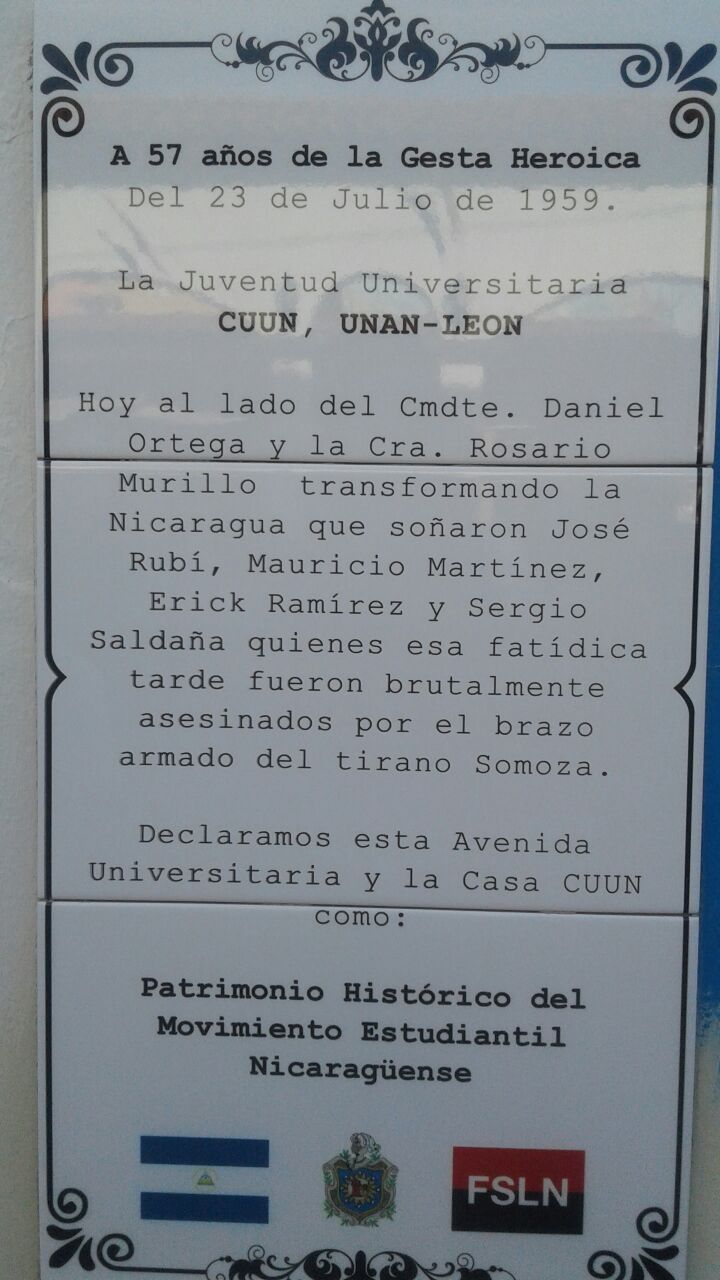 A 57 años de la Gesta Heroica
Del 23 de Julio de 1959.
La Juventud Universitaria
CUUN, UNAN-LEON
Hoy al lado del Cmdte. Daniel
Ortega y la Cra. Rosario
Murillo transformando la
Nicaragua que soñaron José
Rubí, Mauricio Martínez,
Erick Ramírez y Sergio
Saldaña quienes esa fatídica
tarde fueron brutalmente
asesinados por el brazo
armado del tirano Somoza.
Declaramos esta Avenida
Universitaria y la Casa CUUN
como:
Patrimonio Histórico del
Movimiento Estudiantil
Nicaragüense
FSLN